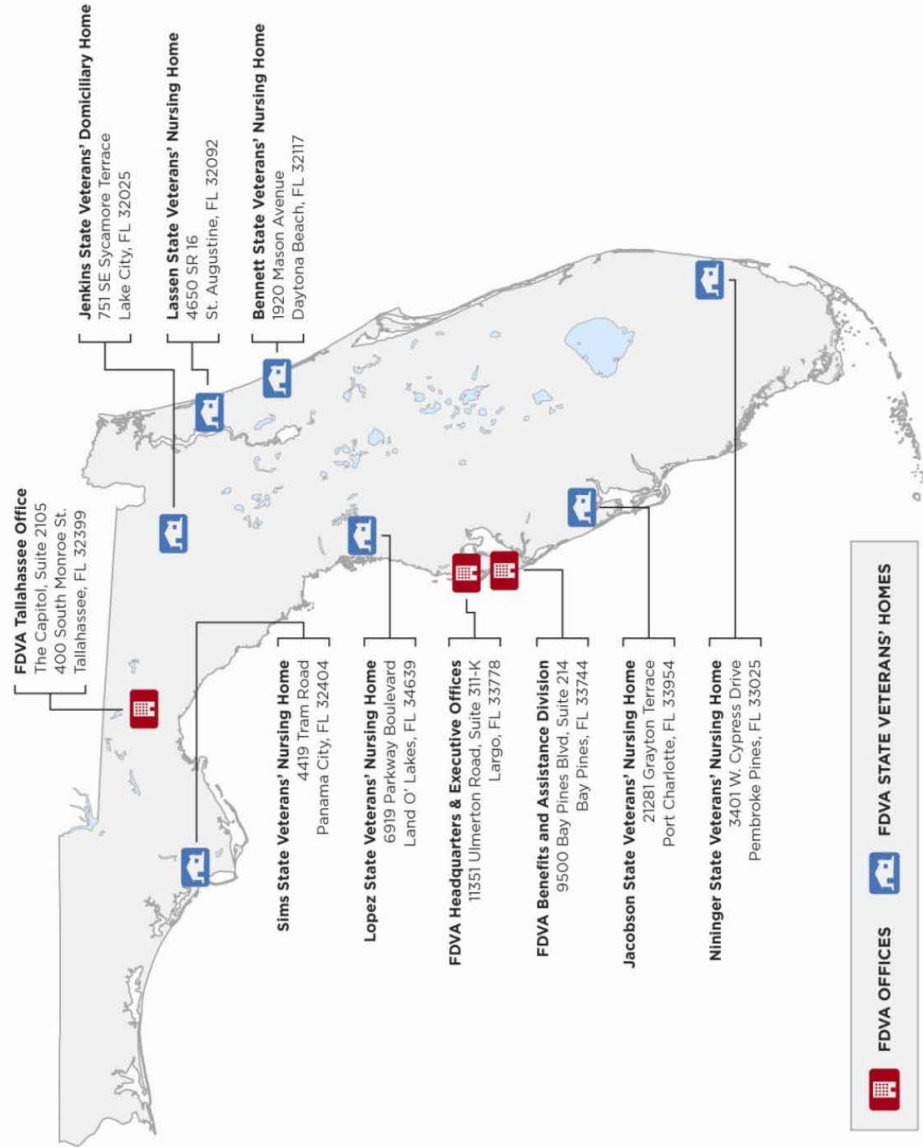 FDVA Tallahassee Office
The Capitol, Suite 2105
400 South Monroe St.
Tallahassee, FL 32399
Jenkins State Veterans' Domiciliary Home
751 SE Sycamore Terrace
Lake City, FL 32025
Lassen State Veterans' Nursing Home
4650 SR 16
St. Augustine, FL 32092
Bennett State Veterans' Nursing Home
1920 Mason Avenue
Daytona Beach, FL 32117
Sims State Veterans' Nursing Home
4419 Tram Road
Panama City, FL 32404
Lopez State Veterans' Nursing Home
6919 Parkway Boulevard
Land O' Lakes, FL 34639
FDVA Headquarters & Executive Offices
11351 Ulmerton Road, Suite 311-K
Largo, FL 33778
FDVA Benefits and Assistance Division
9500 Bay Pines Blvd, Suite 214
Bay Pines, FL 33744
Jacobson State Veterans' Nursing Home
21281 Grayton Terrace
Port Charlotte, FL 33954
Nininger State Veterans' Nursing Home
3401 W. Cypress Drive
Pembroke Pines, FL 33025
FDVA OFFICES
FDVA STATE VETERANS' HOMES